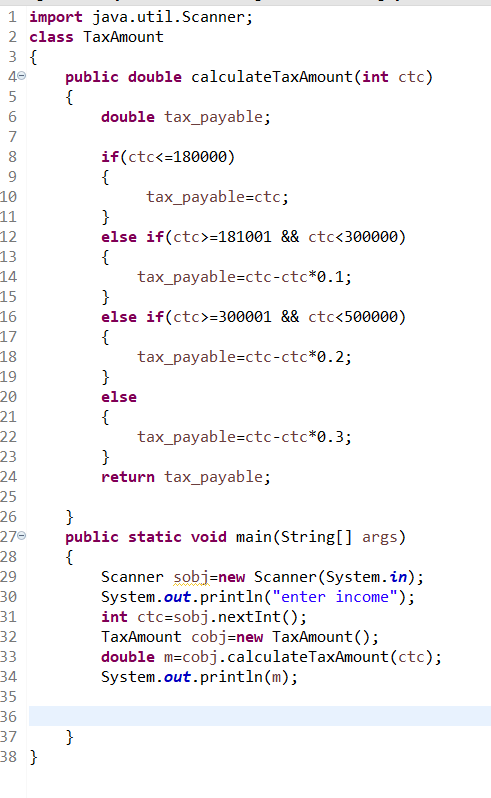 1 import java.util.Scanner;
2 class TaxAmount
3 {
4 public double calculateTaxAmount(int ctc)
5 {
6 double tax_payable;
7
8 if(ctc<=180000)
9 {
10 tax_payable=ctc;
11 }
12 else if(ctc>=181001 && ctc<300000)
13 {
14 tax_payable=ctc-ctc*0.1;
15 }
16 else if(ctc>=300001 && ctc<500000)
17 {
18 tax_payable=ctc-ctc*0.2;
19 }
20 else
21 {
22 tax_payable=ctc-ctc*0.3;
23 }
24 return tax_payable;
25
26 }
27 public static void main(String[] args)
28 {
29 Scanner sobj=new Scanner(System.in);
30 System.out.println("enter income");
31 int ctc=sobj.nextInt();
32 TaxAmount cobj=new TaxAmount();
33 double m=cobj.calculateTaxAmount(ctc);
34 System.out.println(m);
35
36
37 }
38 }